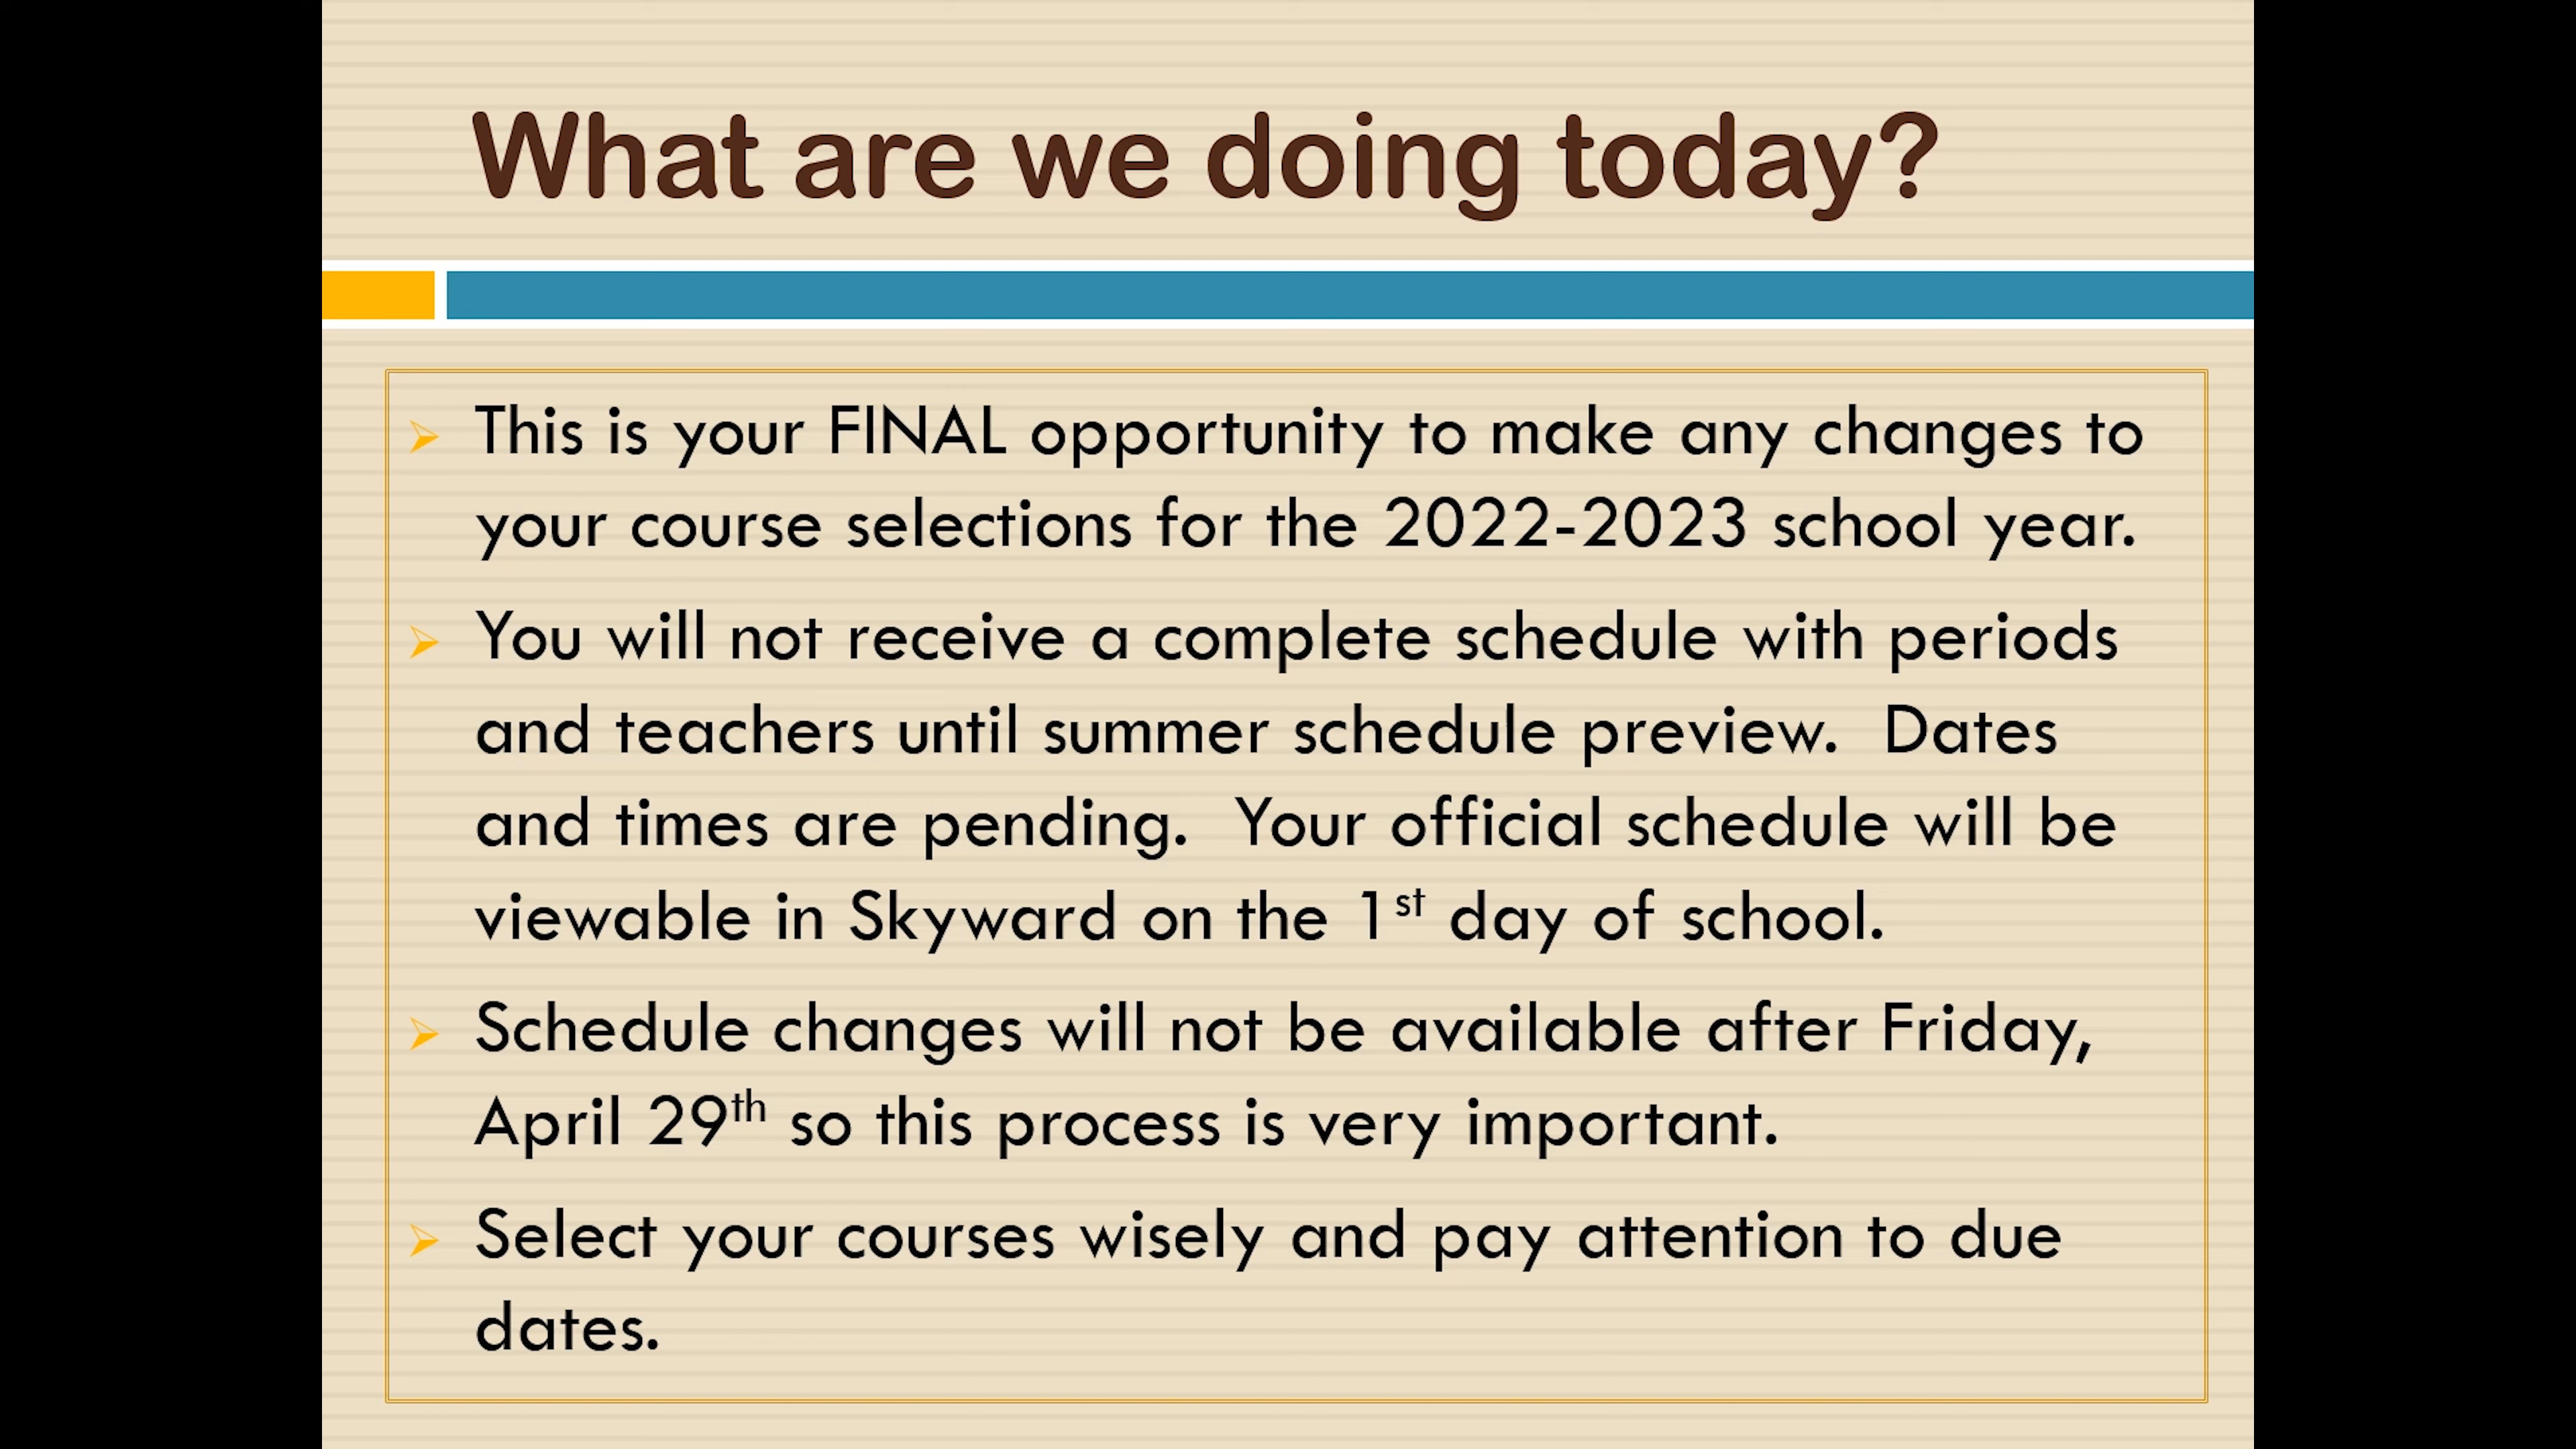 What are we doing today?
This is your FINAL opportunity to make any changes to
your course selections for the 2022-2023 school year.
You will not receive a complete schedule with periods
and teachers until summer schedule preview.  Dates
and times are pending.  Your official schedule will be
viewable in Skyward on the 1st day of school.
Schedule changes will not be available after Friday,
April 29th so this process is very important.
Select your courses wisely and pay attention to due
dates.